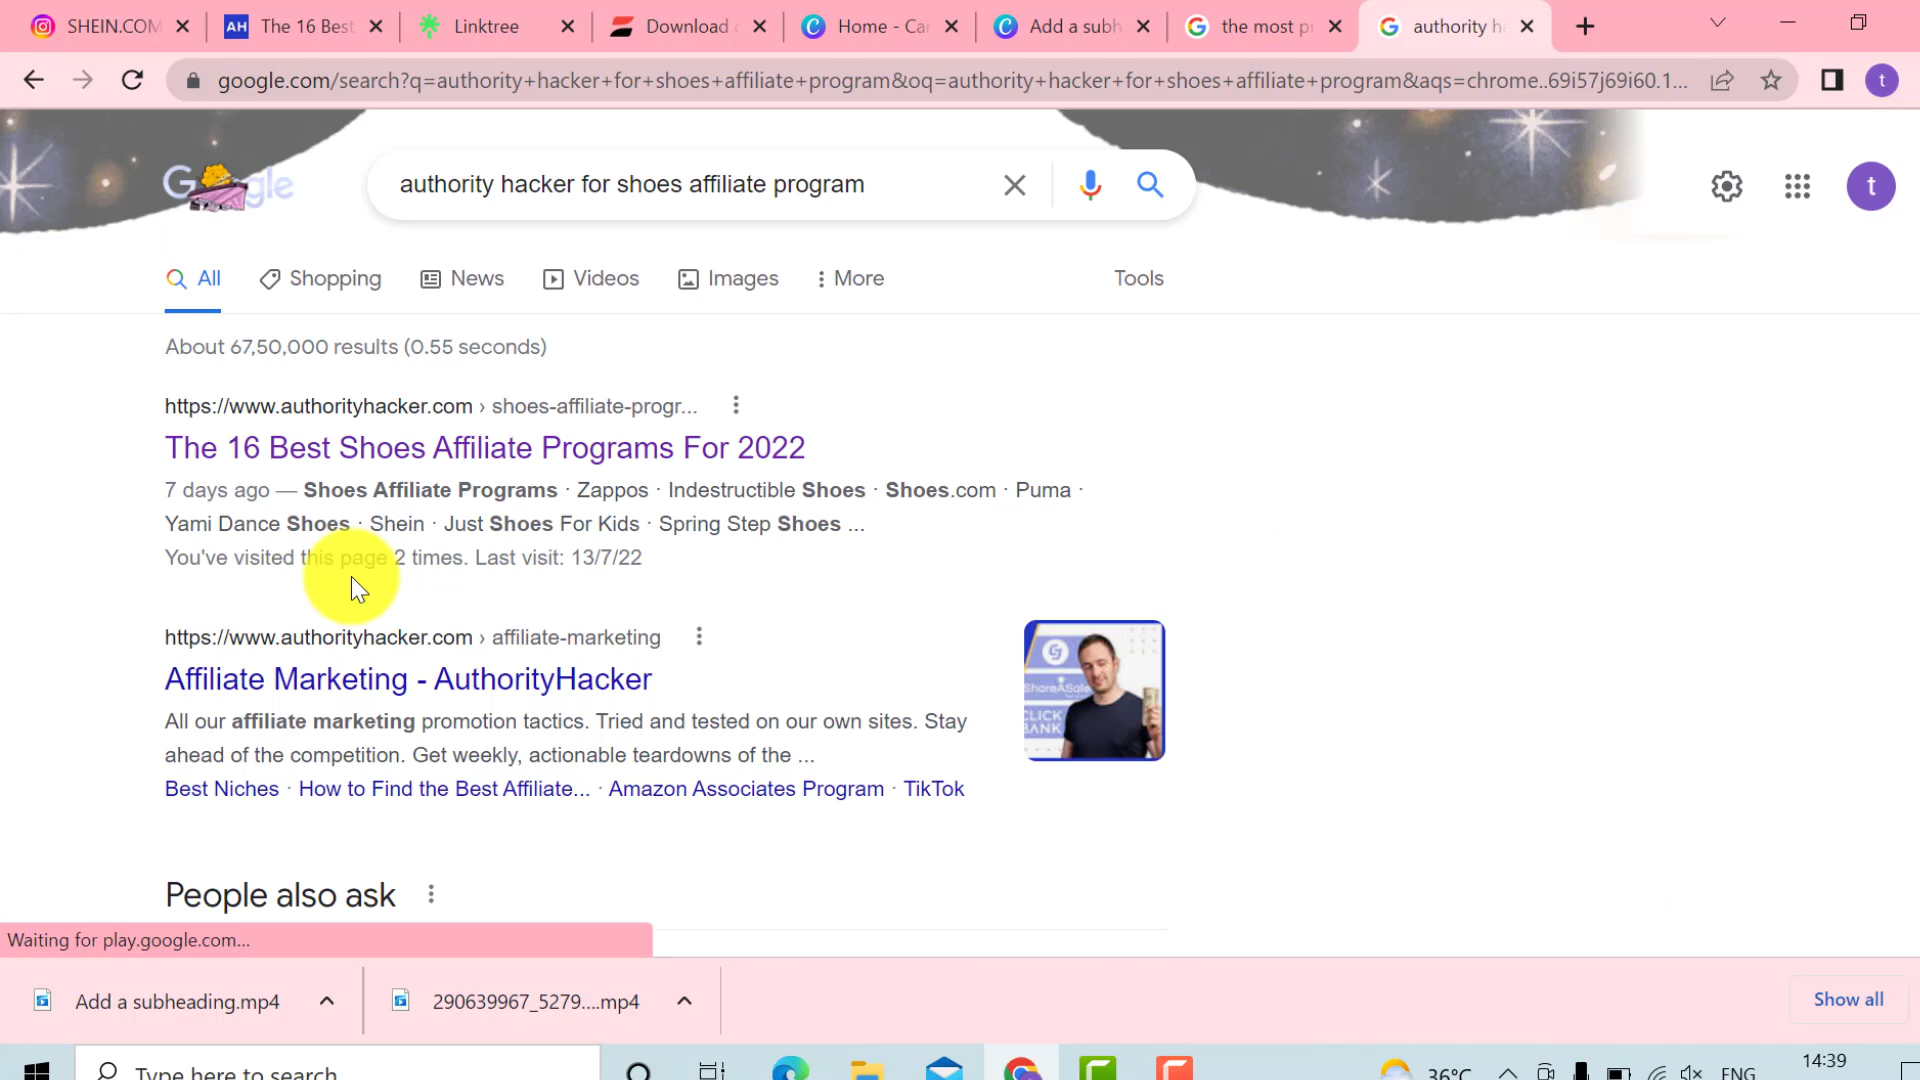 SHEIN.COM
AH The 16 Best
Linktree
Download
Home - Ca
Add a subh
the most p
authority h
google.com/search?q=authority+hacker+for+shoes+affiliate+program&oq=authority+hacker+for+shoes+affiliate+program&aqs=chrome..69i57j69i60.1...
t
authority hacker for shoes affiliate program
t
All
Shopping
News
Videos
Images
More
Tools
About 67,50,000 results (0.55 seconds)
https://www.authorityhacker.com › shoes-affiliate-progr...
The 16 Best Shoes Affiliate Programs For 2022
7 days ago — Shoes Affiliate Programs · Zappos · Indestructible Shoes · Shoes.com · Puma ·
Yami Dance Shoes · Shein · Just Shoes For Kids · Spring Step Shoes ...
You've visited this page 2 times. Last visit: 13/7/22
https://www.authorityhacker.com › affiliate-marketing
Affiliate Marketing - AuthorityHacker
All our affiliate marketing promotion tactics. Tried and tested on our own sites. Stay
ahead of the competition. Get weekly, actionable teardowns of the ...
Best Niches · How to Find the Best Affiliate... · Amazon Associates Program · TikTok
ShareASale
CLICK
BANK
People also ask
Waiting for play.google.com...
Add a subheading.mp4
290639967_5279....mp4
Show all
Type here to search
36°C
ENG
14:39